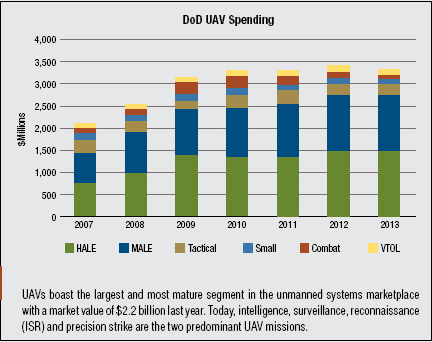 DoD UAV Spending
4,000
3,500
3,000
2,500
2,000
1,500
1,000
500
0
$Millions
2007 2008 2009 2010 2011 2012 2013
HALE MALE Tactical Small Combat VTOL
UAVs boast the largest and most mature segment in the unmanned systems marketplace
with a market value of $2.2 billion last year. Today, intelligence, surveillance, reconnaissance
(ISR) and precision strike are the two predominant UAV missions.